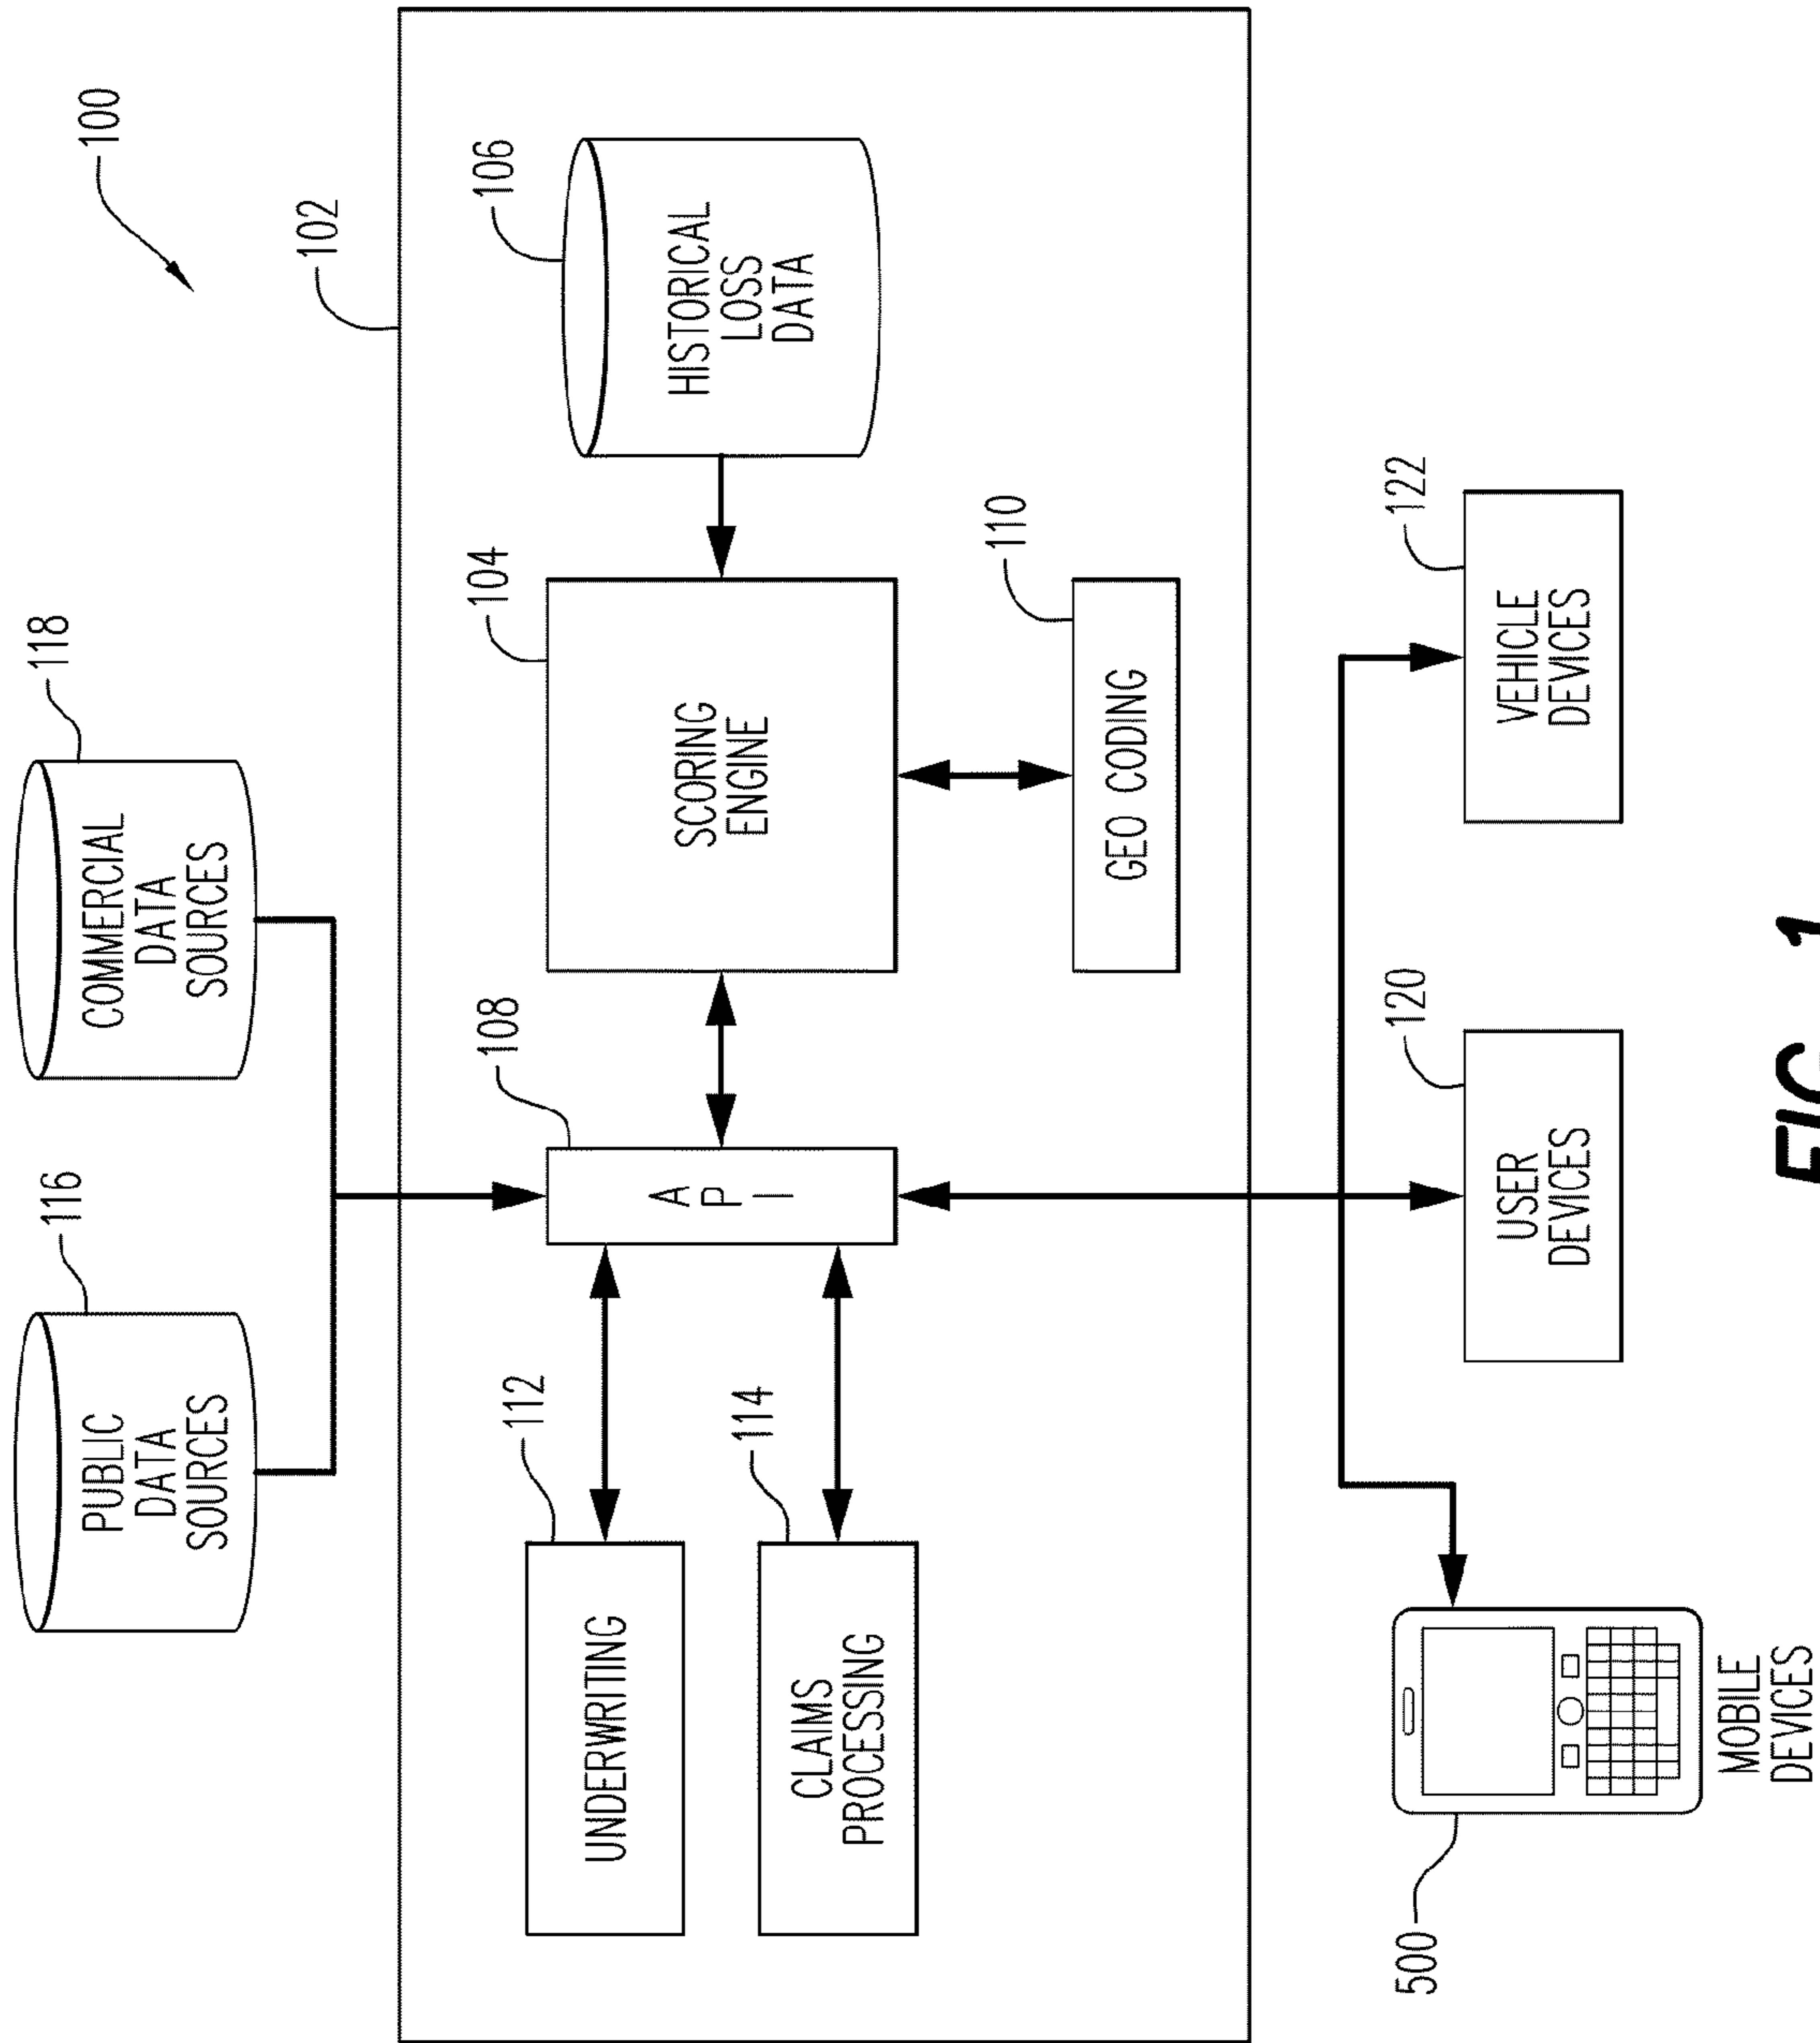 116
118
100
PUBLIC
DATA
SOURCES
COMMERCIAL
DATA
SOURCES
102
112
108
104
106
UNDERWRITING
A
P
I
SCORING
ENGINE
HISTORICAL
LOSS
DATA
114
CLAIMS
PROCESSING
110
GEO CODING
120
122
500
USER
DEVICES
VEHICLE
DEVICES
MOBILE
DEVICES
FIG. 1